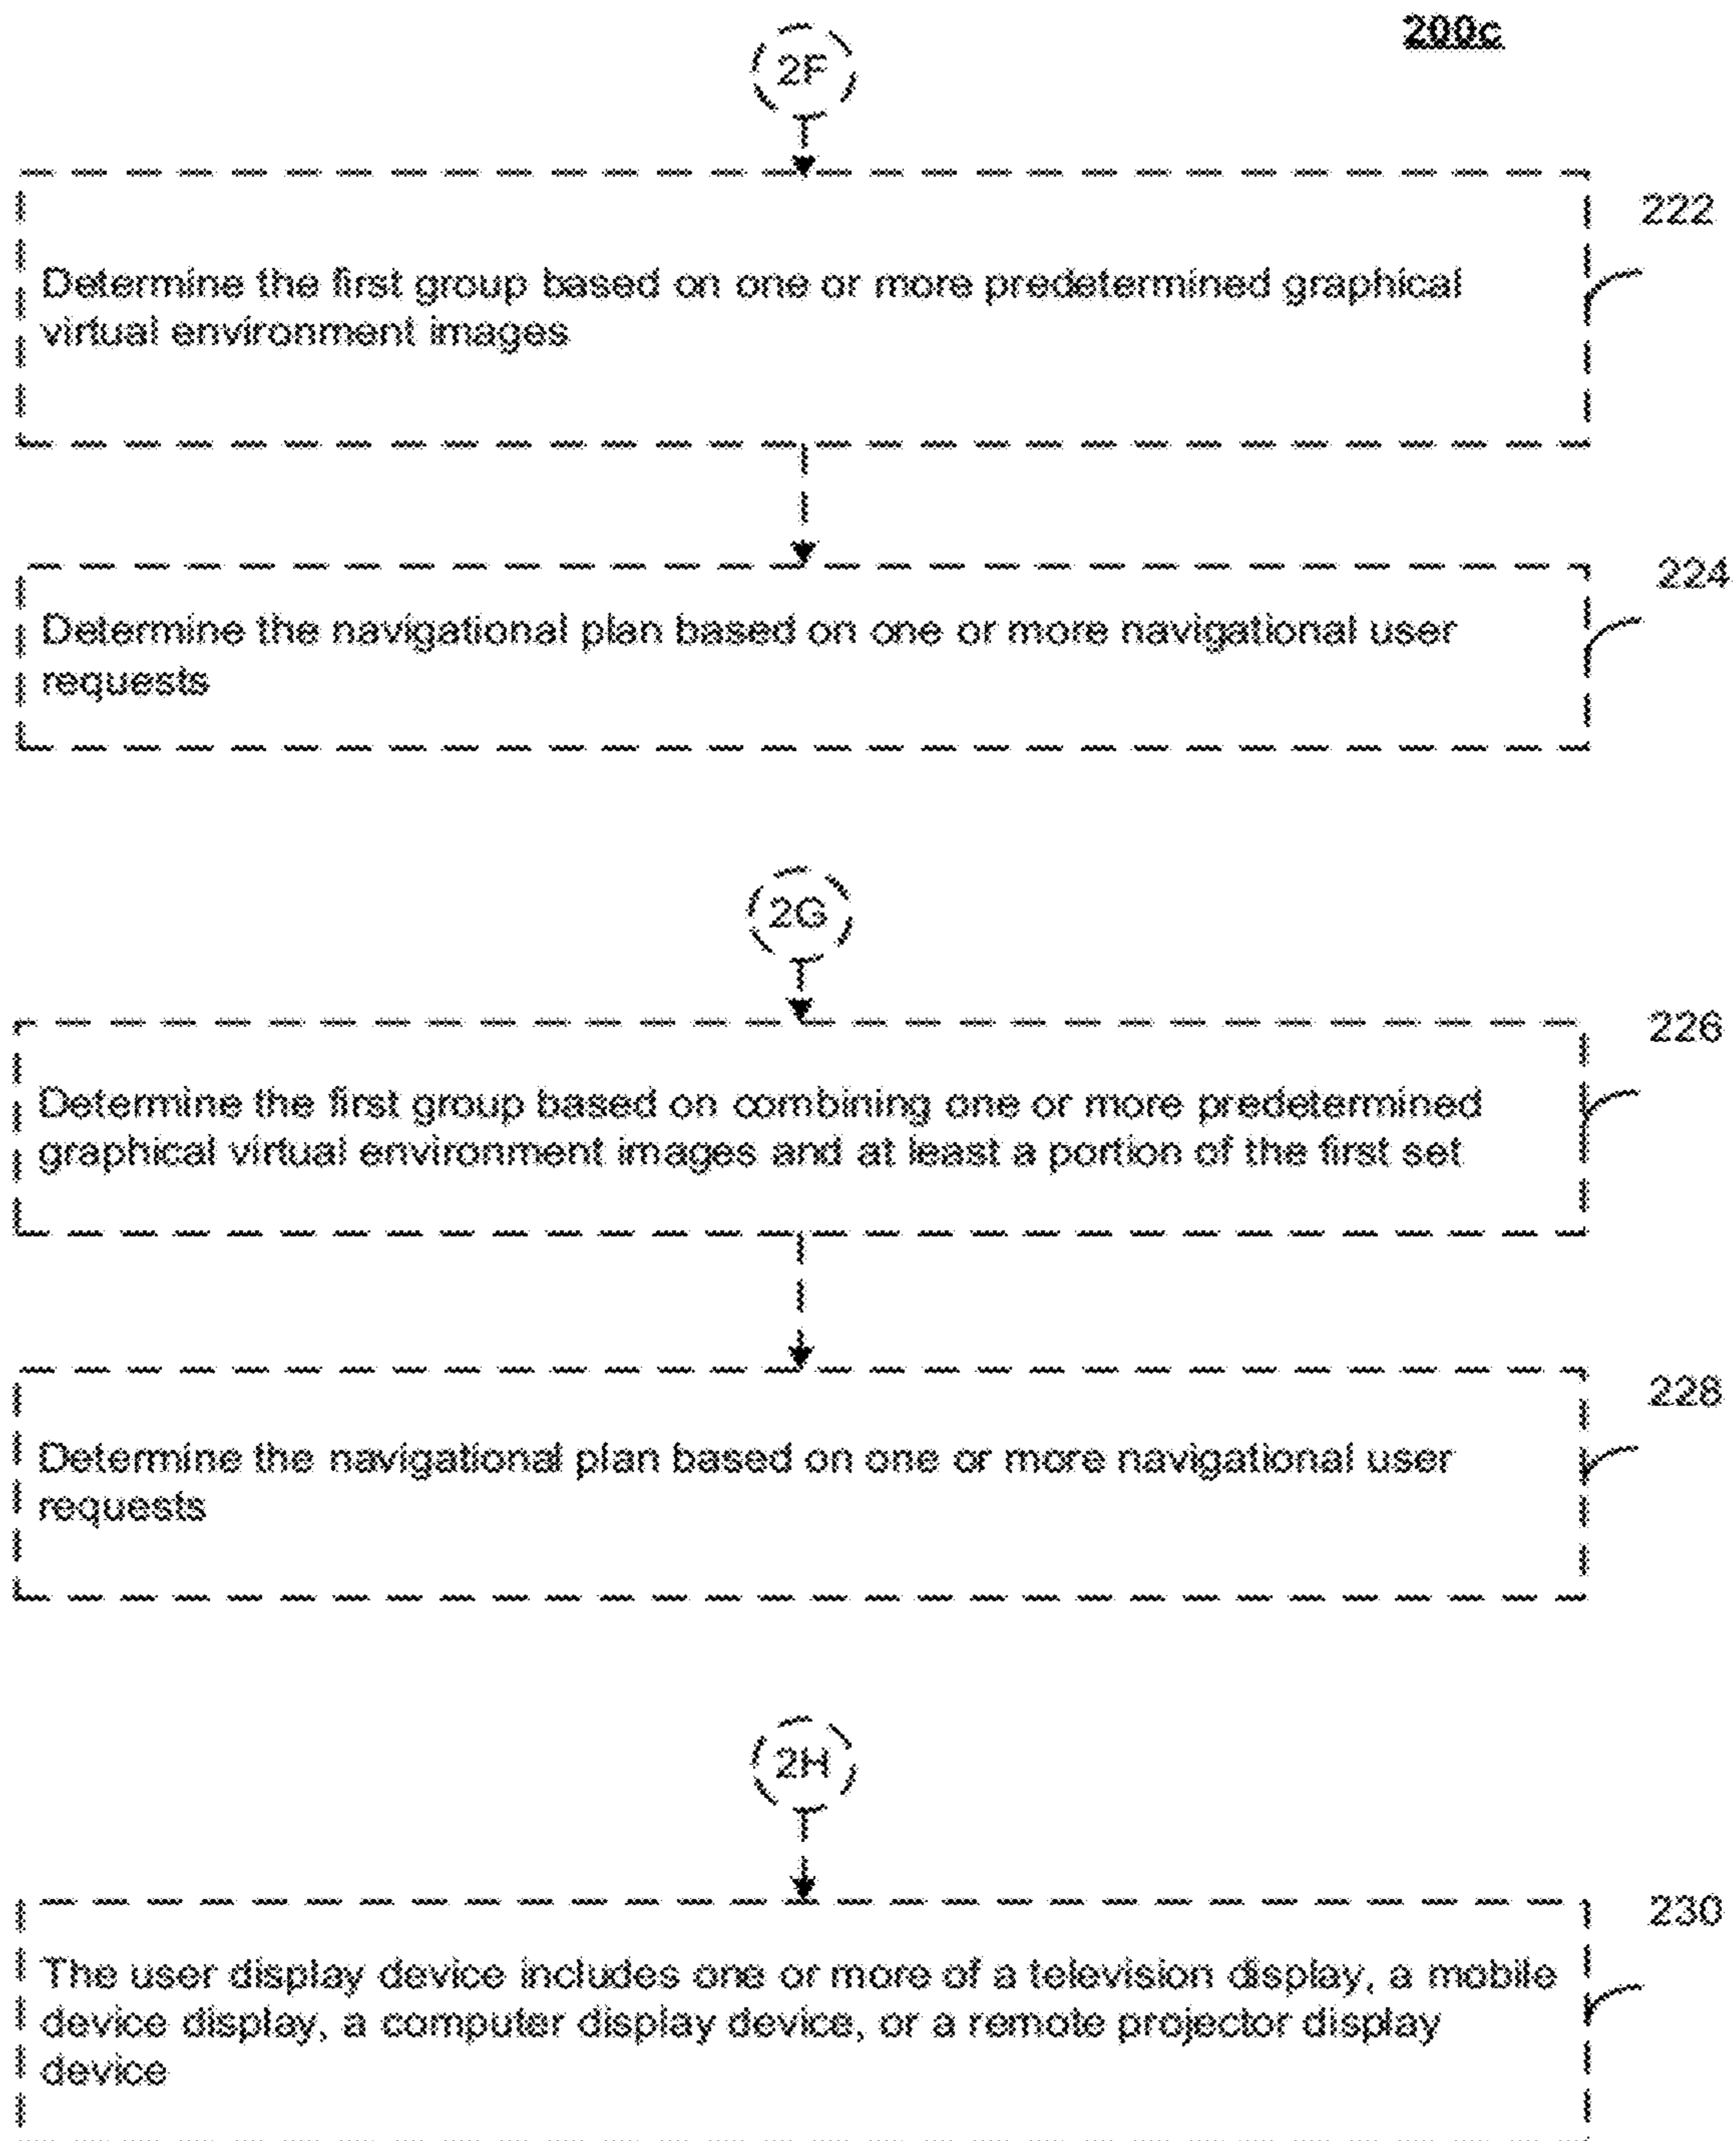 200c
2F
222
Determine the first group based on one or more predetermined graphical
virtual environment images
224
Determine the navigational plan based on one or more navigational user
requests
2G
226
Determine the first group based on combining one or more predetermined
graphical virtual environment images and at least a portion of the first set
228
Determine the navigational plan based on one or more navigational user
requests
2H
230
The user display device includes one or more of a television display, a mobile
device display, a computer display device, or a remote projector display
device